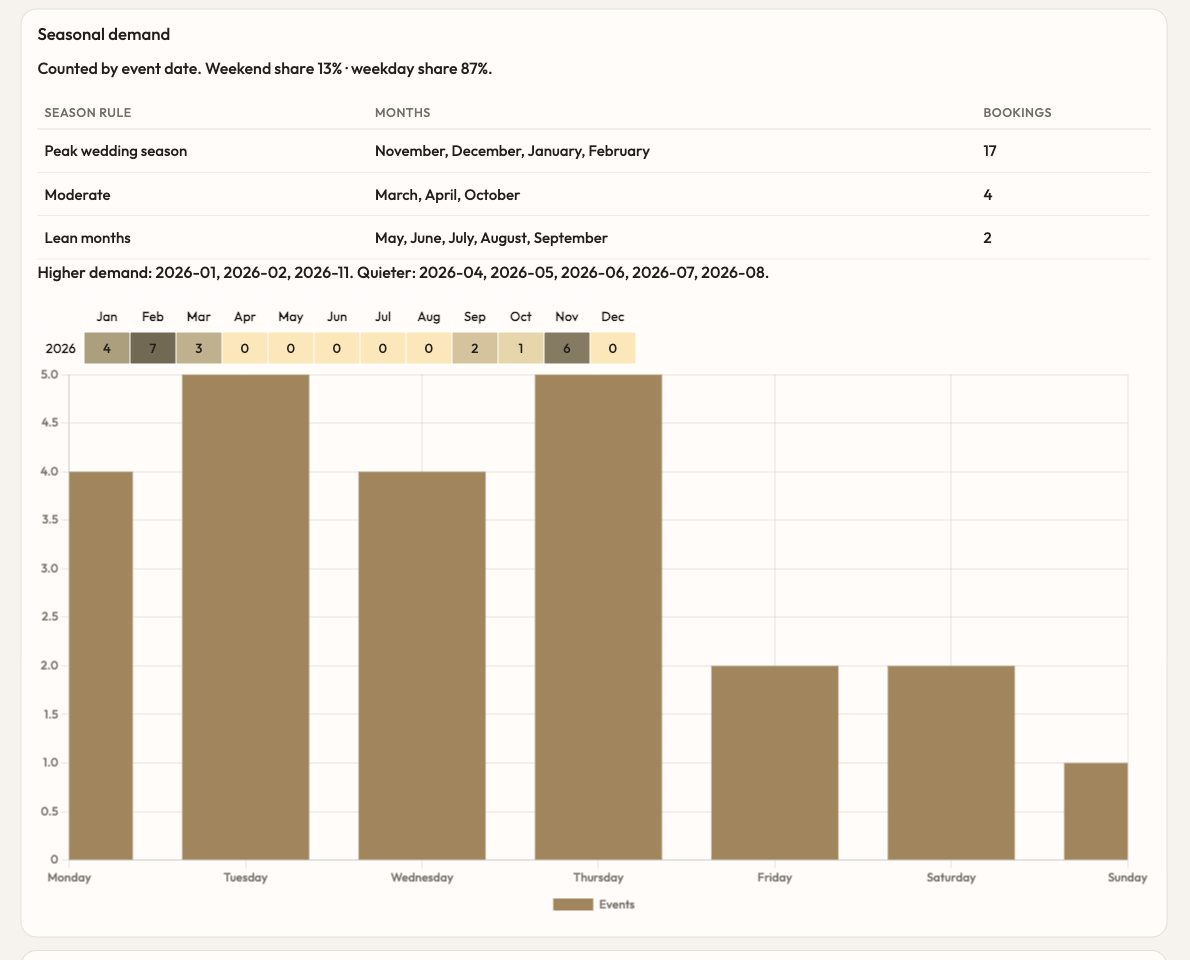 Seasonal demand
Counted by event date. Weekend share 13% · weekday share 87%.
SEASON RULE MONTHS BOOKINGS
Peak wedding season November, December, January, February 17
Moderate March, April, October 4
Lean months May, June, July, August, September 2
Higher demand: 2026-01, 2026-02, 2026-11. Quieter: 2026-04, 2026-05, 2026-06, 2026-07, 2026-08.
Jan Feb Mar Apr May Jun Jul Aug Sep Oct Nov Dec
2026 4 7 3 0 0 0 0 0 2 1 6 0
5.0
4.5
4.0
3.5
3.0
2.5
2.0
1.5
1.0
0.5
0
Monday Tuesday Wednesday Thursday Friday Saturday Sunday
Events